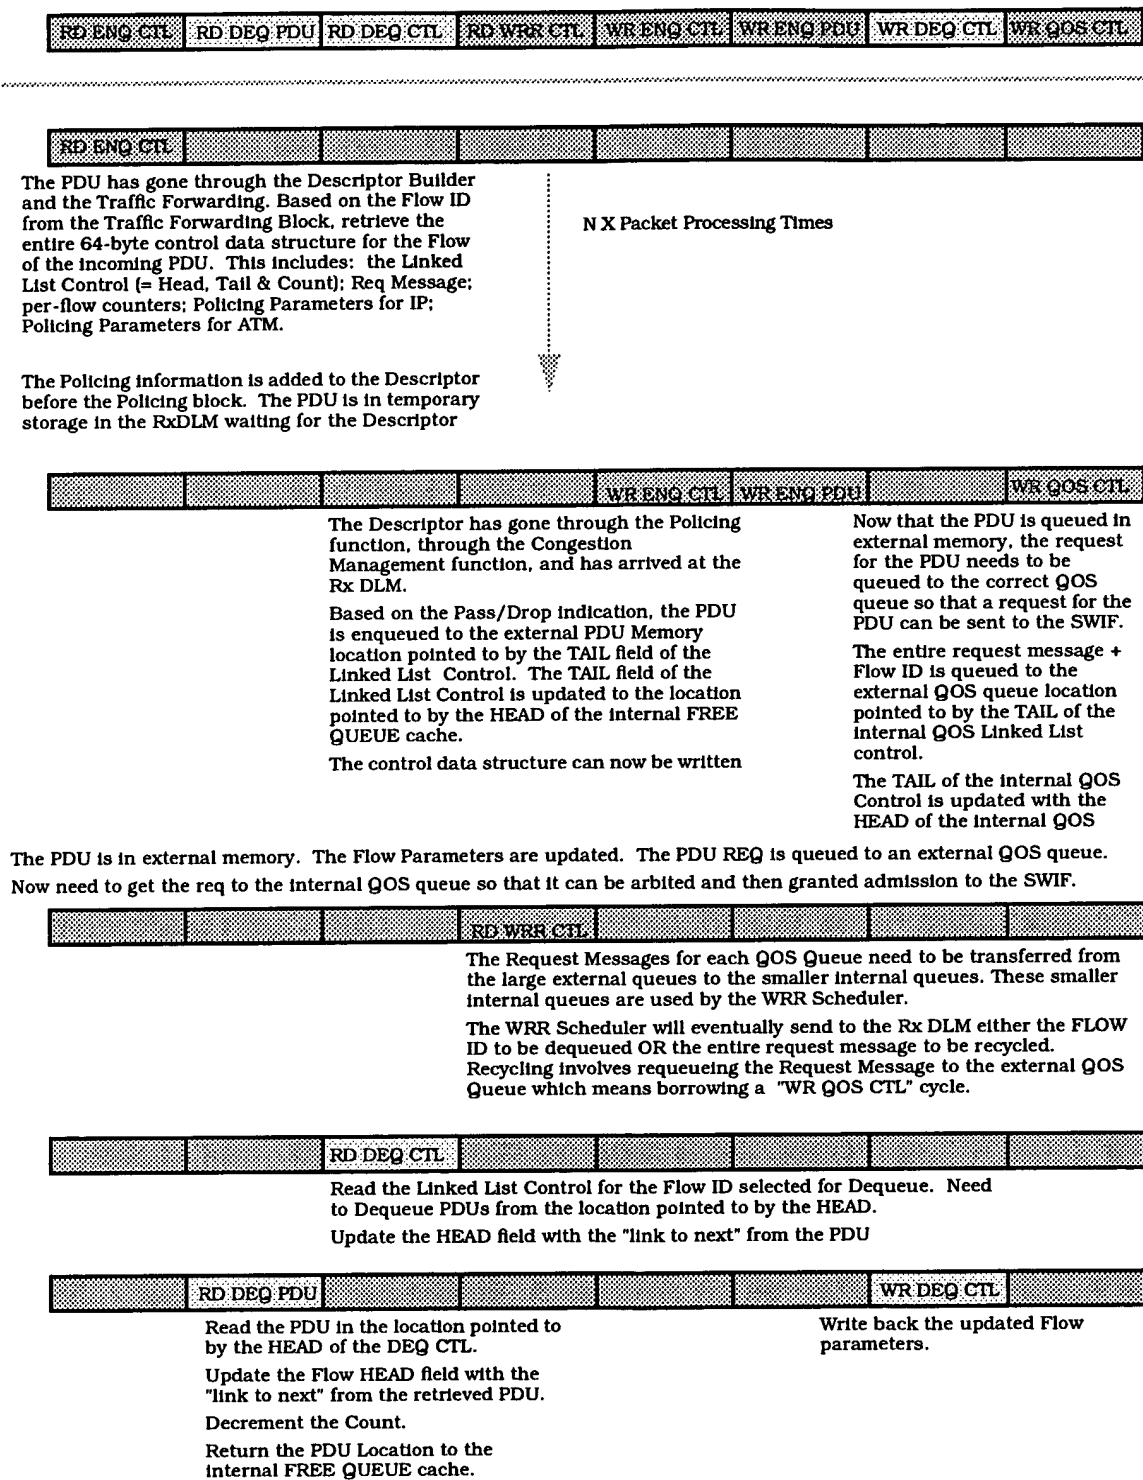 RD ENQ CTL RD DEQ PDU RD DEQ CTL RD WRR CTL WR ENQ CTL WR ENQ PDU WR DEQ CTL WR QOS CTL
RD ENQ CTL
The PDU has gone through the Descriptor Builder
and the Traffic Forwarding. Based on the Flow ID
from the Traffic Forwarding Block, retrieve the
entire 64-byte control data structure for the Flow
of the incoming PDU. This includes: the Linked
List Control (= Head, Tail & Count); Req Message;
per-flow counters; Policing Parameters for IP;
Policing Parameters for ATM.
N X Packet Processing Times
The Policing information is added to the Descriptor
before the Policing block. The PDU is in temporary
storage in the RxDLM waiting for the Descriptor
WR ENQ CTL WR ENQ PDU WR QOS CTL
The Descriptor has gone through the Policing
function, through the Congestion
Management function, and has arrived at the
Rx DLM.
Based on the Pass/Drop indication, the PDU
is enqueued to the external PDU Memory
location pointed to by the TAIL field of the
Linked List Control. The TAIL field of the
Linked List Control is updated to the location
pointed to by the HEAD of the internal FREE
QUEUE cache.
The control data structure can now be written
Now that the PDU is queued in
external memory, the request
for the PDU needs to be
queued to the correct QOS
queue so that a request for the
PDU can be sent to the SWIF.
The entire request message +
Flow ID is queued to the
external QOS queue location
pointed to by the TAIL of the
internal QOS Linked List
control.
The TAIL of the internal QOS
Control is updated with the
HEAD of the internal QOS
The PDU is in external memory. The Flow Parameters are updated. The PDU REQ is queued to an external QOS queue.
Now need to get the req to the internal QOS queue so that it can be arbited and then granted admission to the SWIF.
RD WRR CTL
The Request Messages for each QOS Queue need to be transferred from
the large external queues to the smaller internal queues. These smaller
internal queues are used by the WRR Scheduler.
The WRR Scheduler will eventually send to the Rx DLM either the FLOW
ID to be dequeued OR the entire request message to be recycled.
Recycling involves requeueing the Request Message to the external QOS
Queue which means borrowing a "WR QOS CTL" cycle.
RD DEQ CTL
Read the Linked List Control for the Flow ID selected for Dequeue. Need
to Dequeue PDUs from the location pointed to by the HEAD.
Update the HEAD field with the "link to next" from the PDU
RD DEQ PDU WR DEQ CTL
Read the PDU in the location pointed to
by the HEAD of the DEQ CTL.
Update the Flow HEAD field with the
"link to next" from the retrieved PDU.
Decrement the Count.
Return the PDU Location to the
internal FREE QUEUE cache.
Write back the updated Flow
parameters.